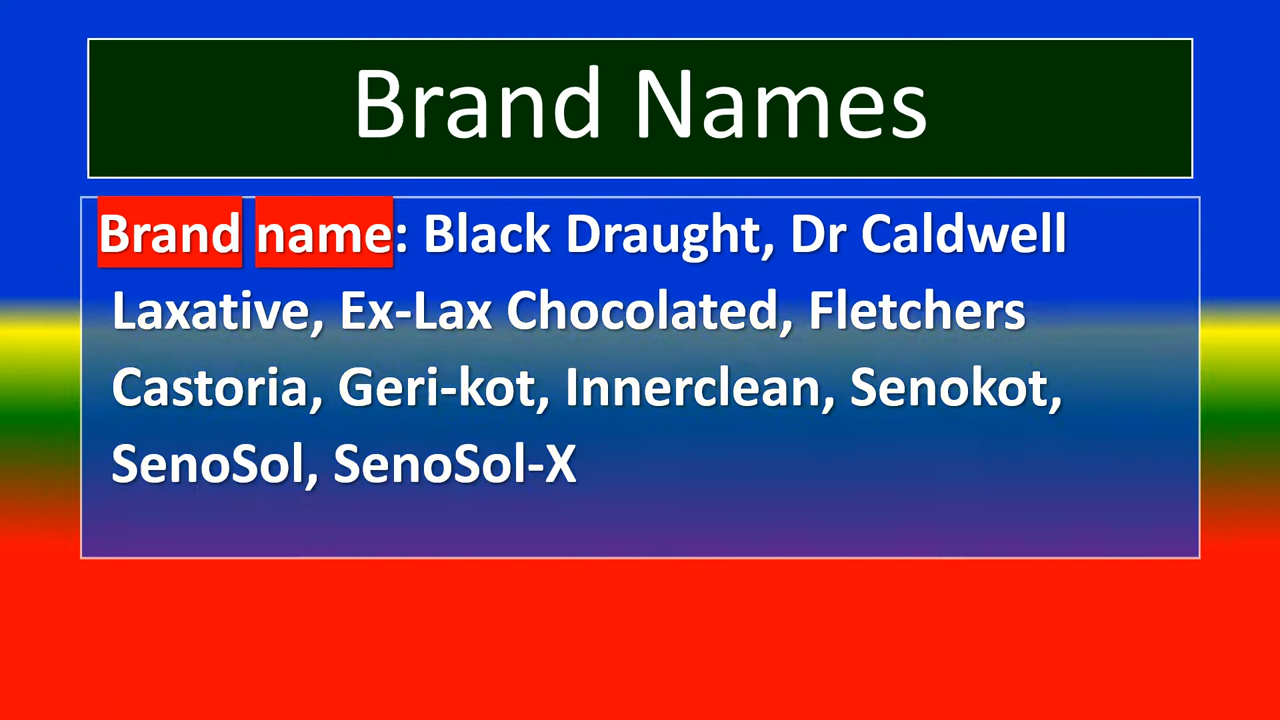 Brand Names
Brand name: Black Draught, Dr Caldwell
Laxative, Ex-Lax Chocolated, Fletchers
Castoria, Geri-kot, Innerclean, Senokot,
SenoSol, SenoSol-X